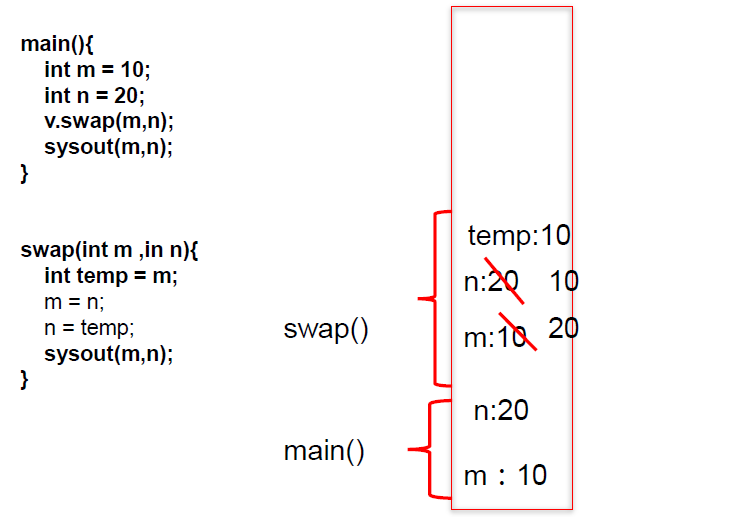 main(){
int m = 10;
int n = 20;
v.swap(m,n);
sysout(m,n);
}
swap(int m ,in n){
int temp = m;
m = n;
n = temp;
sysout(m,n);
}
swap()
main()
temp:10
n:20 10
m:10 20
n:20
m：10